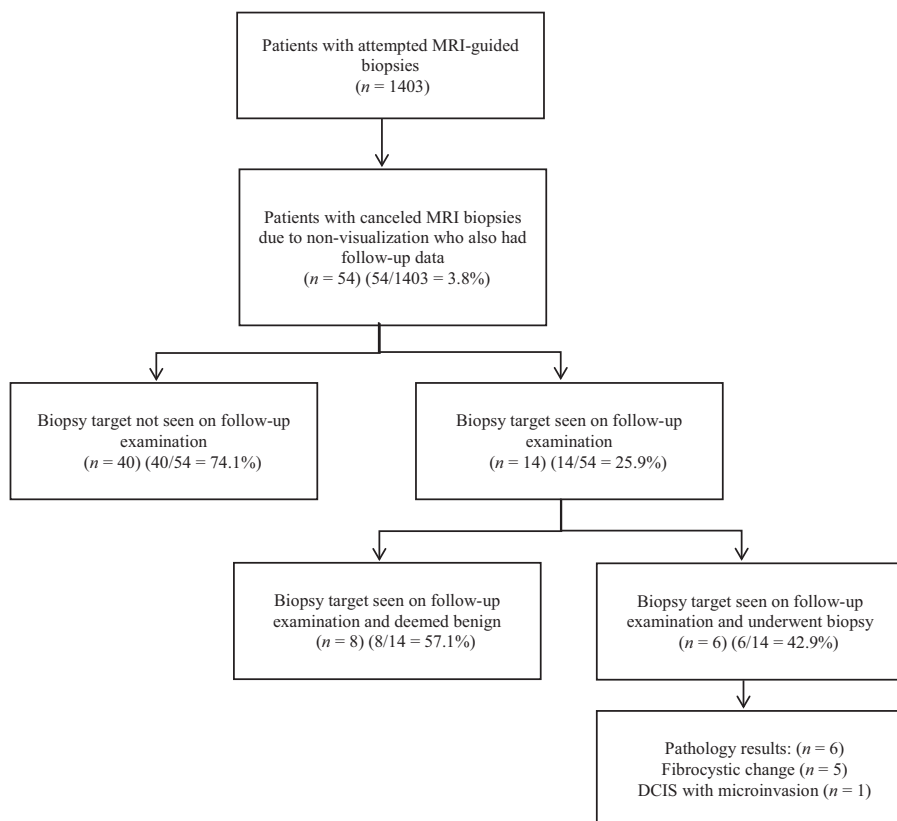 Patients with attempted MRI-guided
biopsies
(n = 1403)
Patients with canceled MRI biopsies
due to non-visualization who also had
follow-up data
(n = 54) (54/1403 = 3.8%)
Biopsy target not seen on follow-up
examination
(n = 40) (40/54 = 74.1%)
Biopsy target seen on follow-up
examination
(n = 14) (14/54 = 25.9%)
Biopsy target seen on follow-up
examination and deemed benign
(n = 8) (8/14 = 57.1%)
Biopsy target seen on follow-up
examination and underwent biopsy
(n = 6) (6/14 = 42.9%)
Pathology results: (n = 6)
Fibrocystic change (n = 5)
DCIS with microinvasion (n = 1)